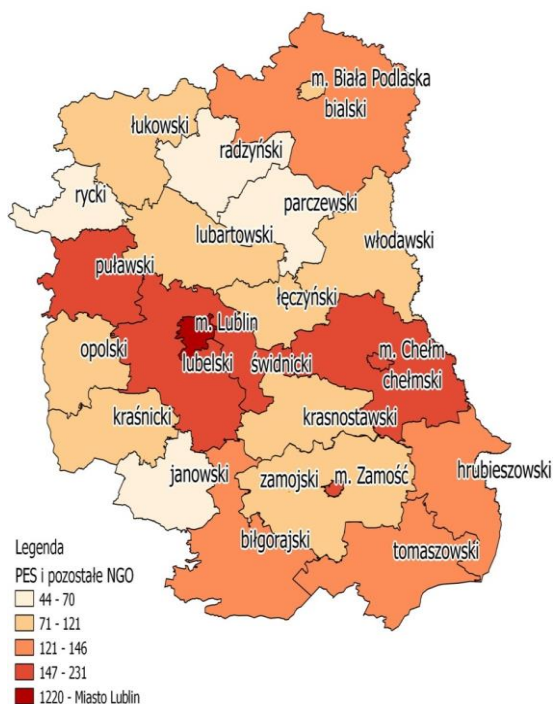 m. Biała Podlaska
bialski
łukowski
radzyński
rycki
parczewski
lubartowski
włodawski
puławski
łęczyński
m. Lublin
m. Chełm
opolski
lubelski
świdnicki
chełmski
kraśnicki
krasnostawski
janowski
zamojski
m. Zamość
hrubieszowski
biłgorajski
tomaszowski
Legenda
PES i pozostałe NGO
44 - 70
71 - 121
121 - 146
147 - 231
1220 - Miasto Lublin